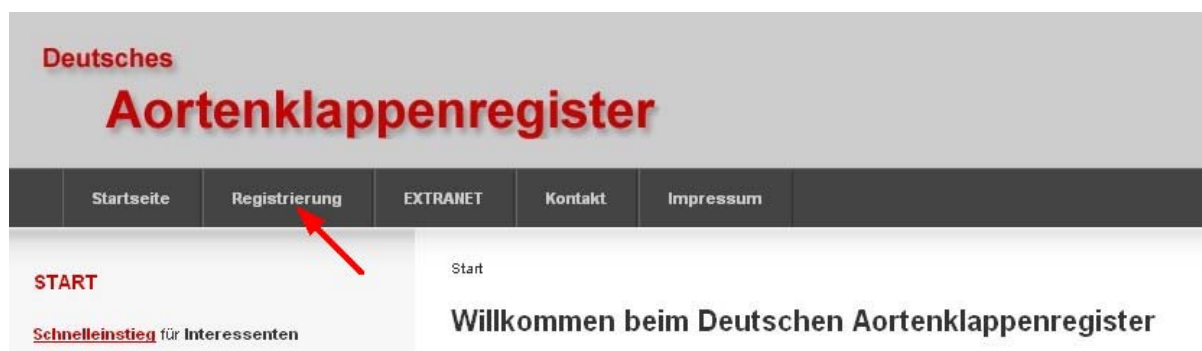 Deutsches
Aortenklappenregister
Startseite Registrierung EXTRANET Kontakt Impressum
START
Schnelleinstieg für Interessenten
Start
Willkommen beim Deutschen Aortenklappenregister